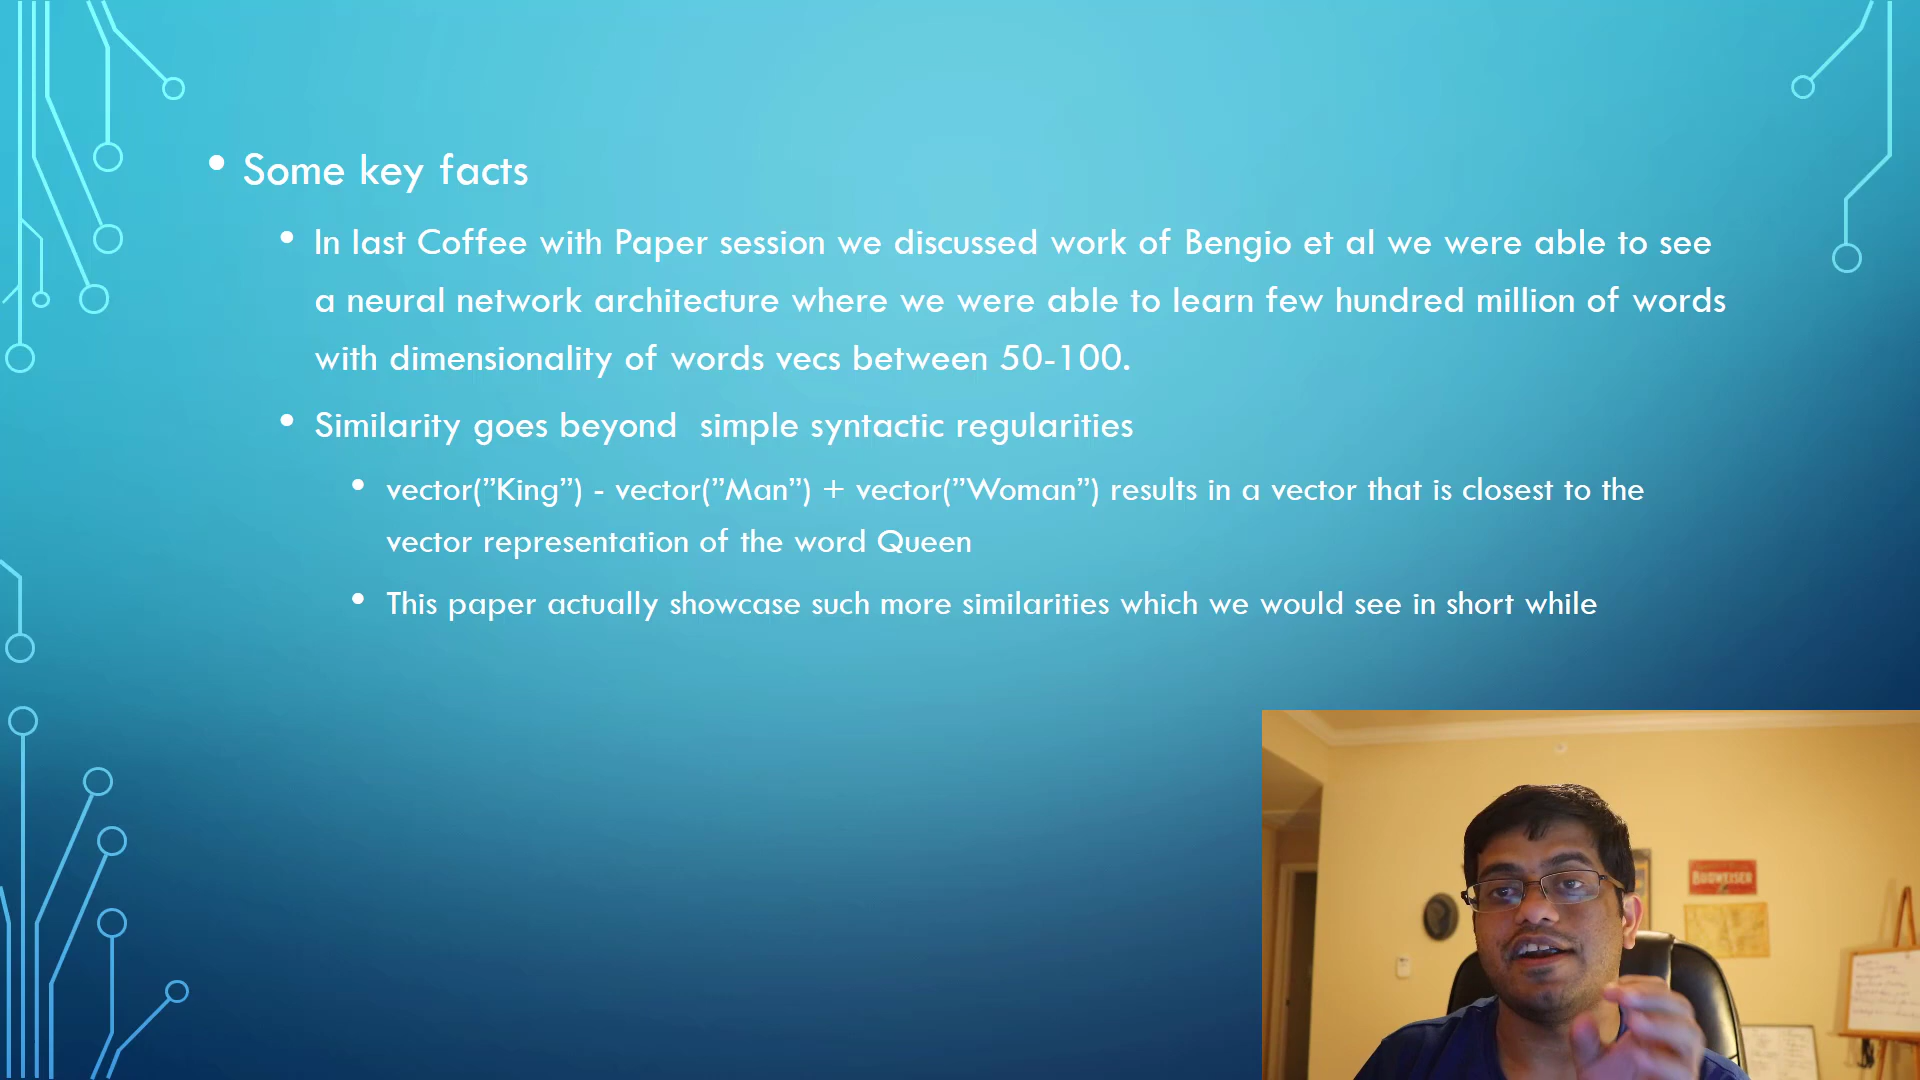 Some key facts
In last Coffee with Paper session we discussed work of Bengio et al we were able to see
a neural network architecture where we were able to learn few hundred million of words
with dimensionality of words vecs between 50-100.
Similarity goes beyond  simple syntactic regularities
vector(”King”) - vector(”Man”) + vector(”Woman”) results in a vector that is closest to the
vector representation of the word Queen
This paper actually showcase such more similarities which we would see in short while
BUDWEISER